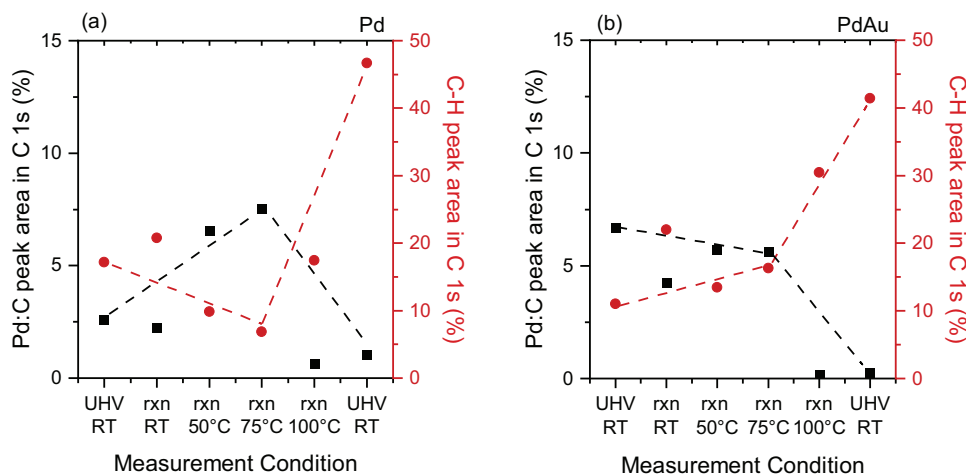 (a) Pd
15
10
5
0
Pd:C peak area in C 1s (%)
50
40
30
20
10
0
C-H peak area in C 1s (%)
UHV rxn rxn rxn rxn UHV
RT RT 50°C 75°C 100°C RT
Measurement Condition
(b) PdAu
15
10
5
0
Pd:C peak area in C 1s (%)
50
40
30
20
10
0
C-H peak area in C 1s (%)
UHV rxn rxn rxn rxn UHV
RT RT 50°C 75°C 100°C RT
Measurement Condition